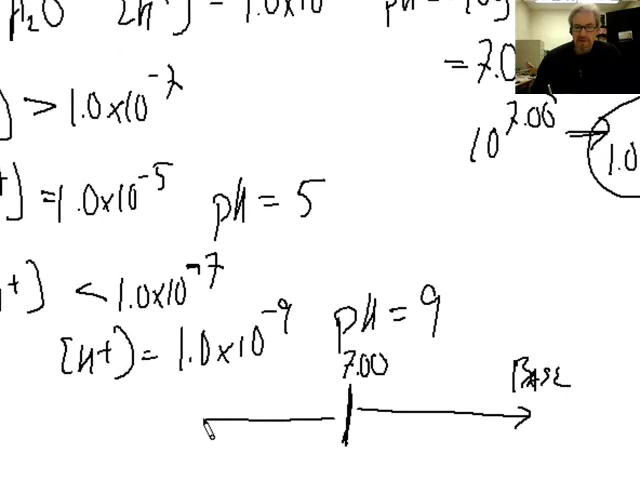 H₂O [H⁺] = 1.0x10 pH = -log
= 7.0
] > 1.0x10⁻⁷
10^7.00 = 1.0
+] = 1.0x10⁻⁵ pH = 5
H+] < 1.0x10⁻⁷
[H+] = 1.0x10⁻⁹ pH = 9
7.00
BASE